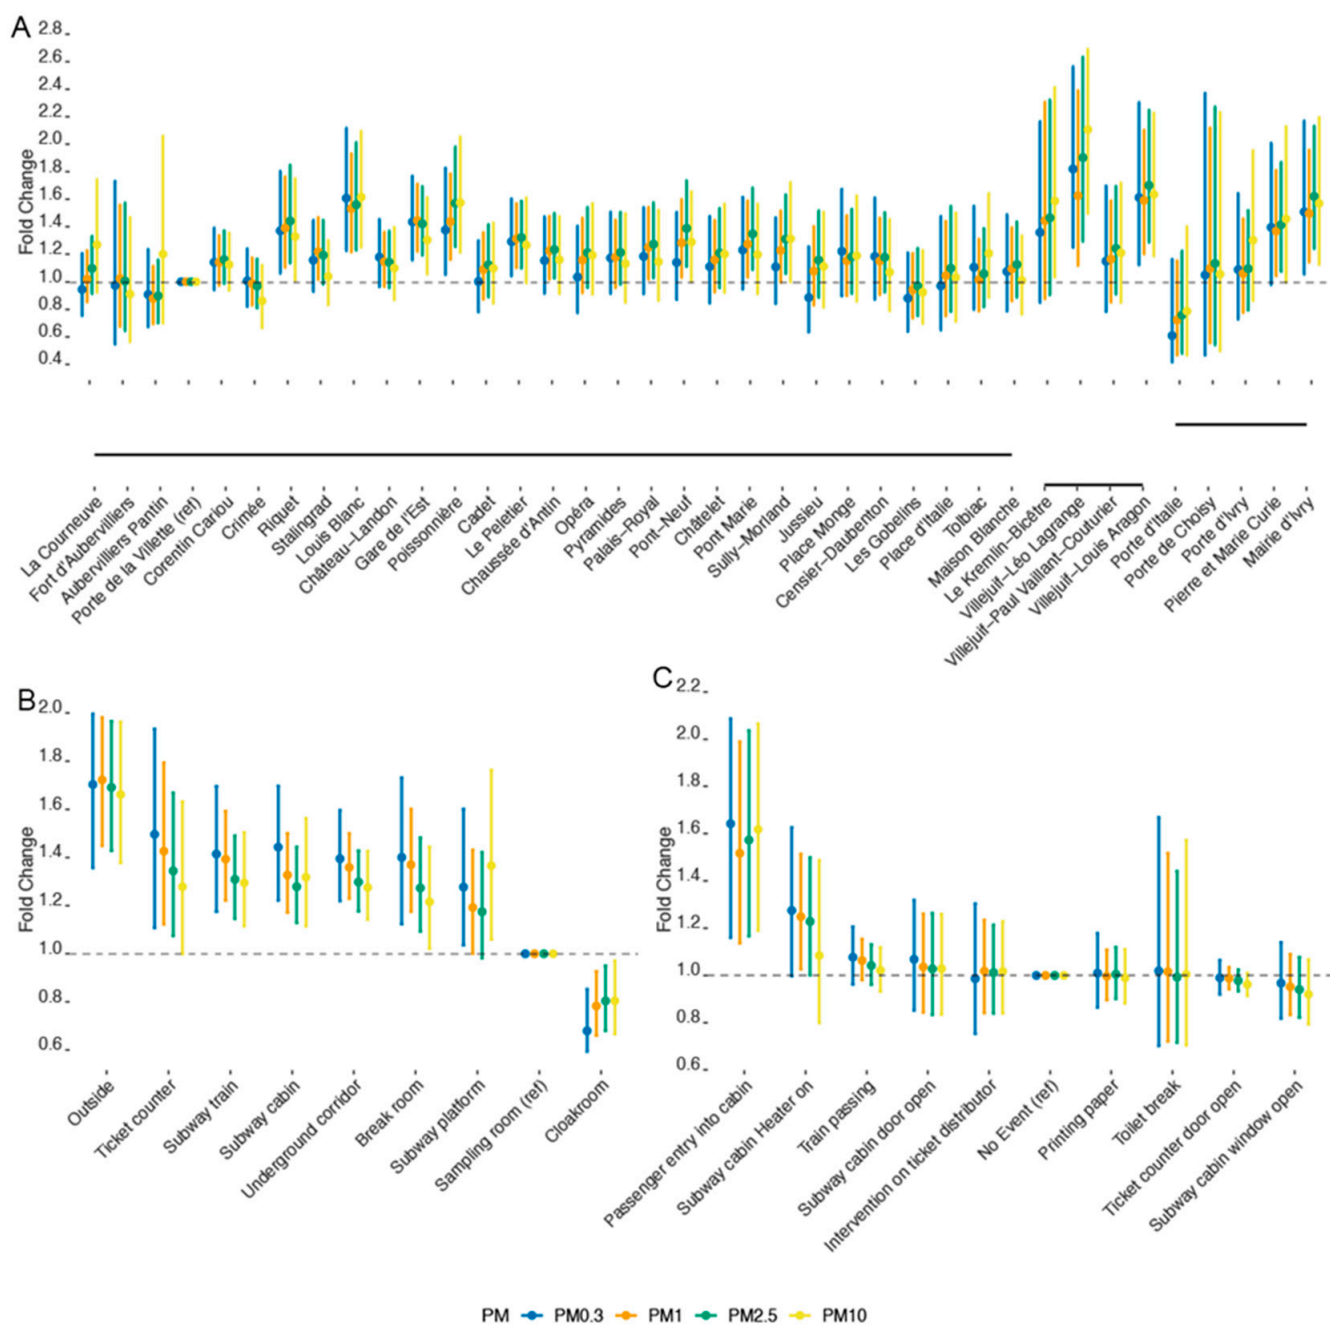 A
Fold Change
2.8
2.6
2.4
2.2
2.0
1.8
1.6
1.4
1.2
1.0
0.8
0.6
0.4
La Courneuve
Fort d'Aubervilliers
Aubervilliers Pantin
Porte de la Villette (ref)
Corentin Cariou
Crimée
Riquet
Stalingrad
Louis Blanc
Château–Landon
Gare de l'Est
Poissonnière
Cadet
Le Peletier
Chaussée d'Antin
Opéra
Pyramides
Palais–Royal
Pont–Neuf
Châtelet
Pont Marie
Sully–Morland
Jussieu
Place Monge
Censier–Daubenton
Les Gobelins
Place d'Italie
Tolbiac
Maison Blanche
Le Kremlin–Bicêtre
Villejuif–Léo Lagrange
Villejuif–Paul Vaillant–Couturier
Villejuif–Louis Aragon
Porte d'Italie
Porte de Choisy
Porte d'Ivry
Pierre et Marie Curie
Mairie d'Ivry
B
Fold Change
2.0
1.8
1.6
1.4
1.2
1.0
0.8
0.6
Outside
Ticket counter
Subway train
Subway cabin
Underground corridor
Break room
Subway platform
Sampling room (ref)
Cloakroom
C
Fold Change
2.2
2.0
1.8
1.6
1.4
1.2
1.0
0.8
0.6
Passenger entry into cabin
Subway cabin Heater on
Train passing
Subway cabin door open
Intervention on ticket distributor
No Event (ref)
Printing paper
Toilet break
Ticket counter door open
Subway cabin window open
PM PM0.3 PM1 PM2.5 PM10